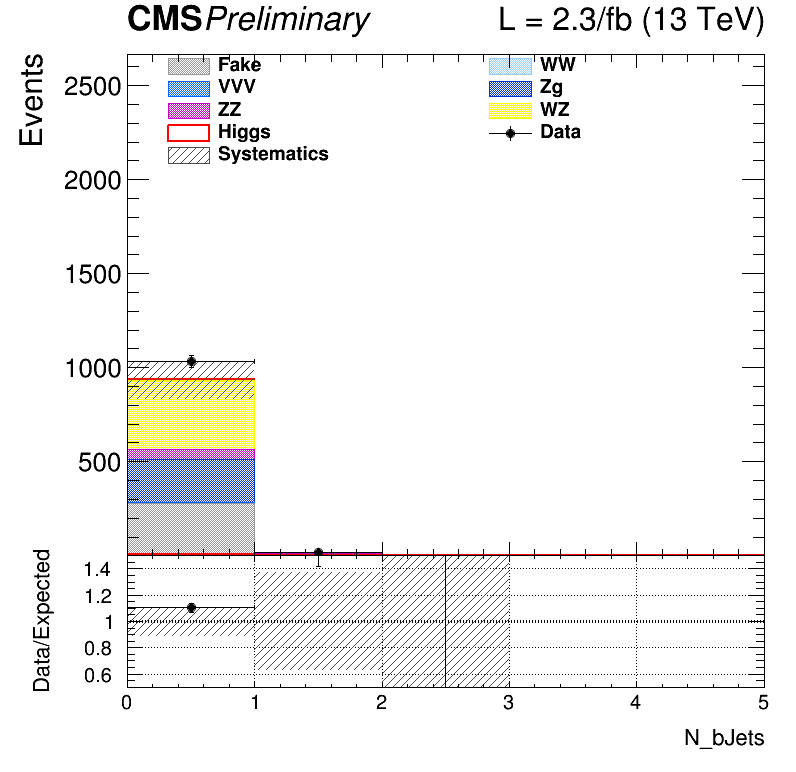 CMS Preliminary L = 2.3/fb (13 TeV)
Events
2500
2000
1500
1000
500
Fake WW
VVV Zg
ZZ WZ
Higgs Data
Systematics
Data/Expected
1.4
1.2
1
0.8
0.6
0 1 2 3 4 5
N_bJets